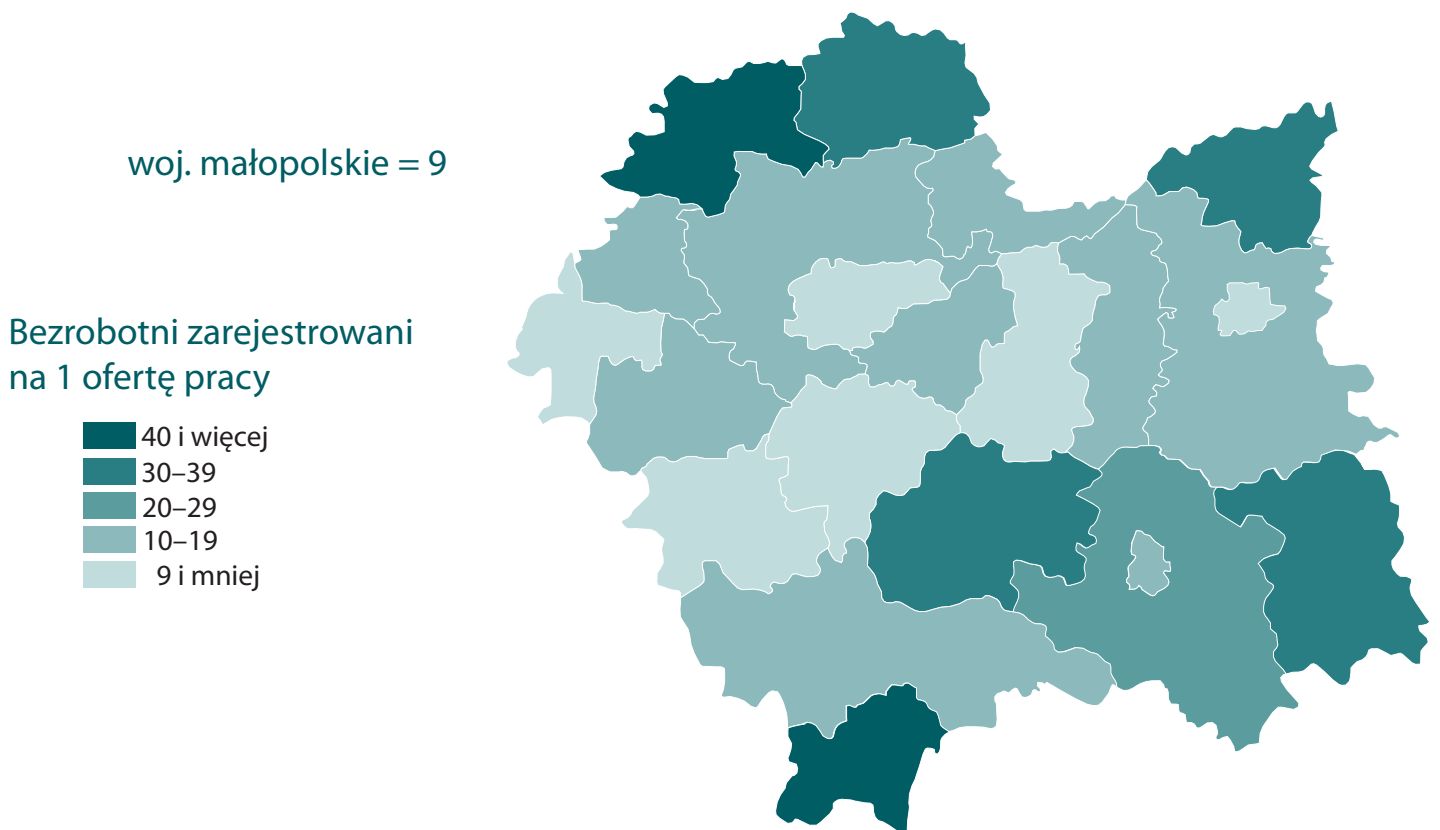 woj. małopolskie = 9
Bezrobotni zarejestrowani
na 1 ofertę pracy
40 i więcej
30–39
20–29
10–19
9 i mniej